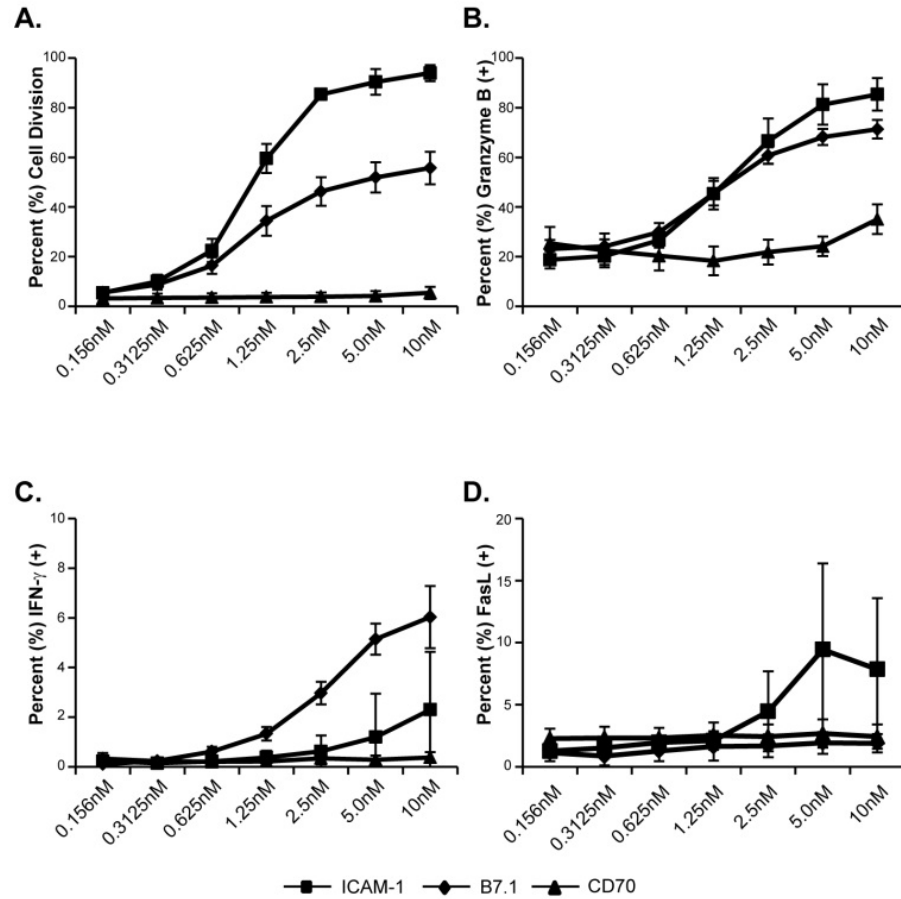 A.
Percent (%) Cell Division
100
80
60
40
20
0
0.156nM
0.3125nM
0.625nM
1.25nM
2.5nM
5.0nM
10nM
B.
Percent (%) Granzyme B (+)
100
80
60
40
20
0
0.156nM
0.3125nM
0.625nM
1.25nM
2.5nM
5.0nM
10nM
C.
Percent (%) IFN-γ (+)
10
8
6
4
2
0
0.156nM
0.3125nM
0.625nM
1.25nM
2.5nM
5.0nM
10nM
D.
Percent (%) FasL (+)
20
15
10
5
0
0.156nM
0.3125nM
0.625nM
1.25nM
2.5nM
5.0nM
10nM
ICAM-1 B7.1 CD70